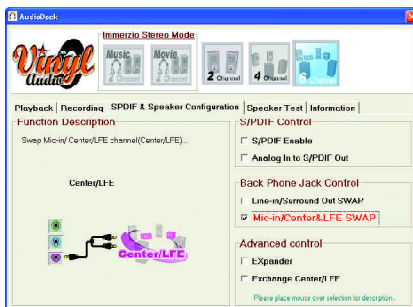 AudioDeck
Vinyl Audio
Immerzio Stereo Mode
Music
Movie
2 Channel
4 Channel
6 Channel
Playback
Recording
SPDIF & Speaker Configuration
Speaker Test
Information
Function Description
Swap Mic-in/ Center/LFE channel(Center/LFE)...
Center/LFE
Center/LFE
S/PDIF Control
S/PDIF Enable
Analog In to S/PDIF Out
Back Phone Jack Control
Line-in/Surround Out SWAP
Mic-in/Center&LFE SWAP
Advanced control
EXpander
Exchange Center/LFE
Please place mouse over selection for description.